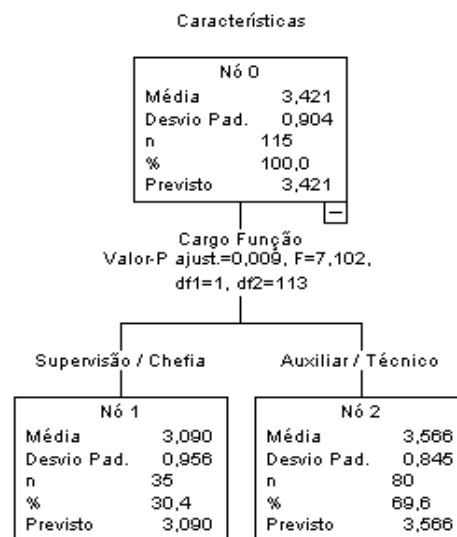 Características
Nó 0
Média 3,421
Desvio Pad. 0,904
n 115
% 100,0
Previsto 3,421
Cargo Função
Valor-P ajust.=0,009, F=7,102,
df1=1, df2=113
Supervisão / Chefia
Auxiliar / Técnico
Nó 1
Média 3,090
Desvio Pad. 0,956
n 35
% 30,4
Previsto 3,090
Nó 2
Média 3,566
Desvio Pad. 0,845
n 80
% 69,6
Previsto 3,566